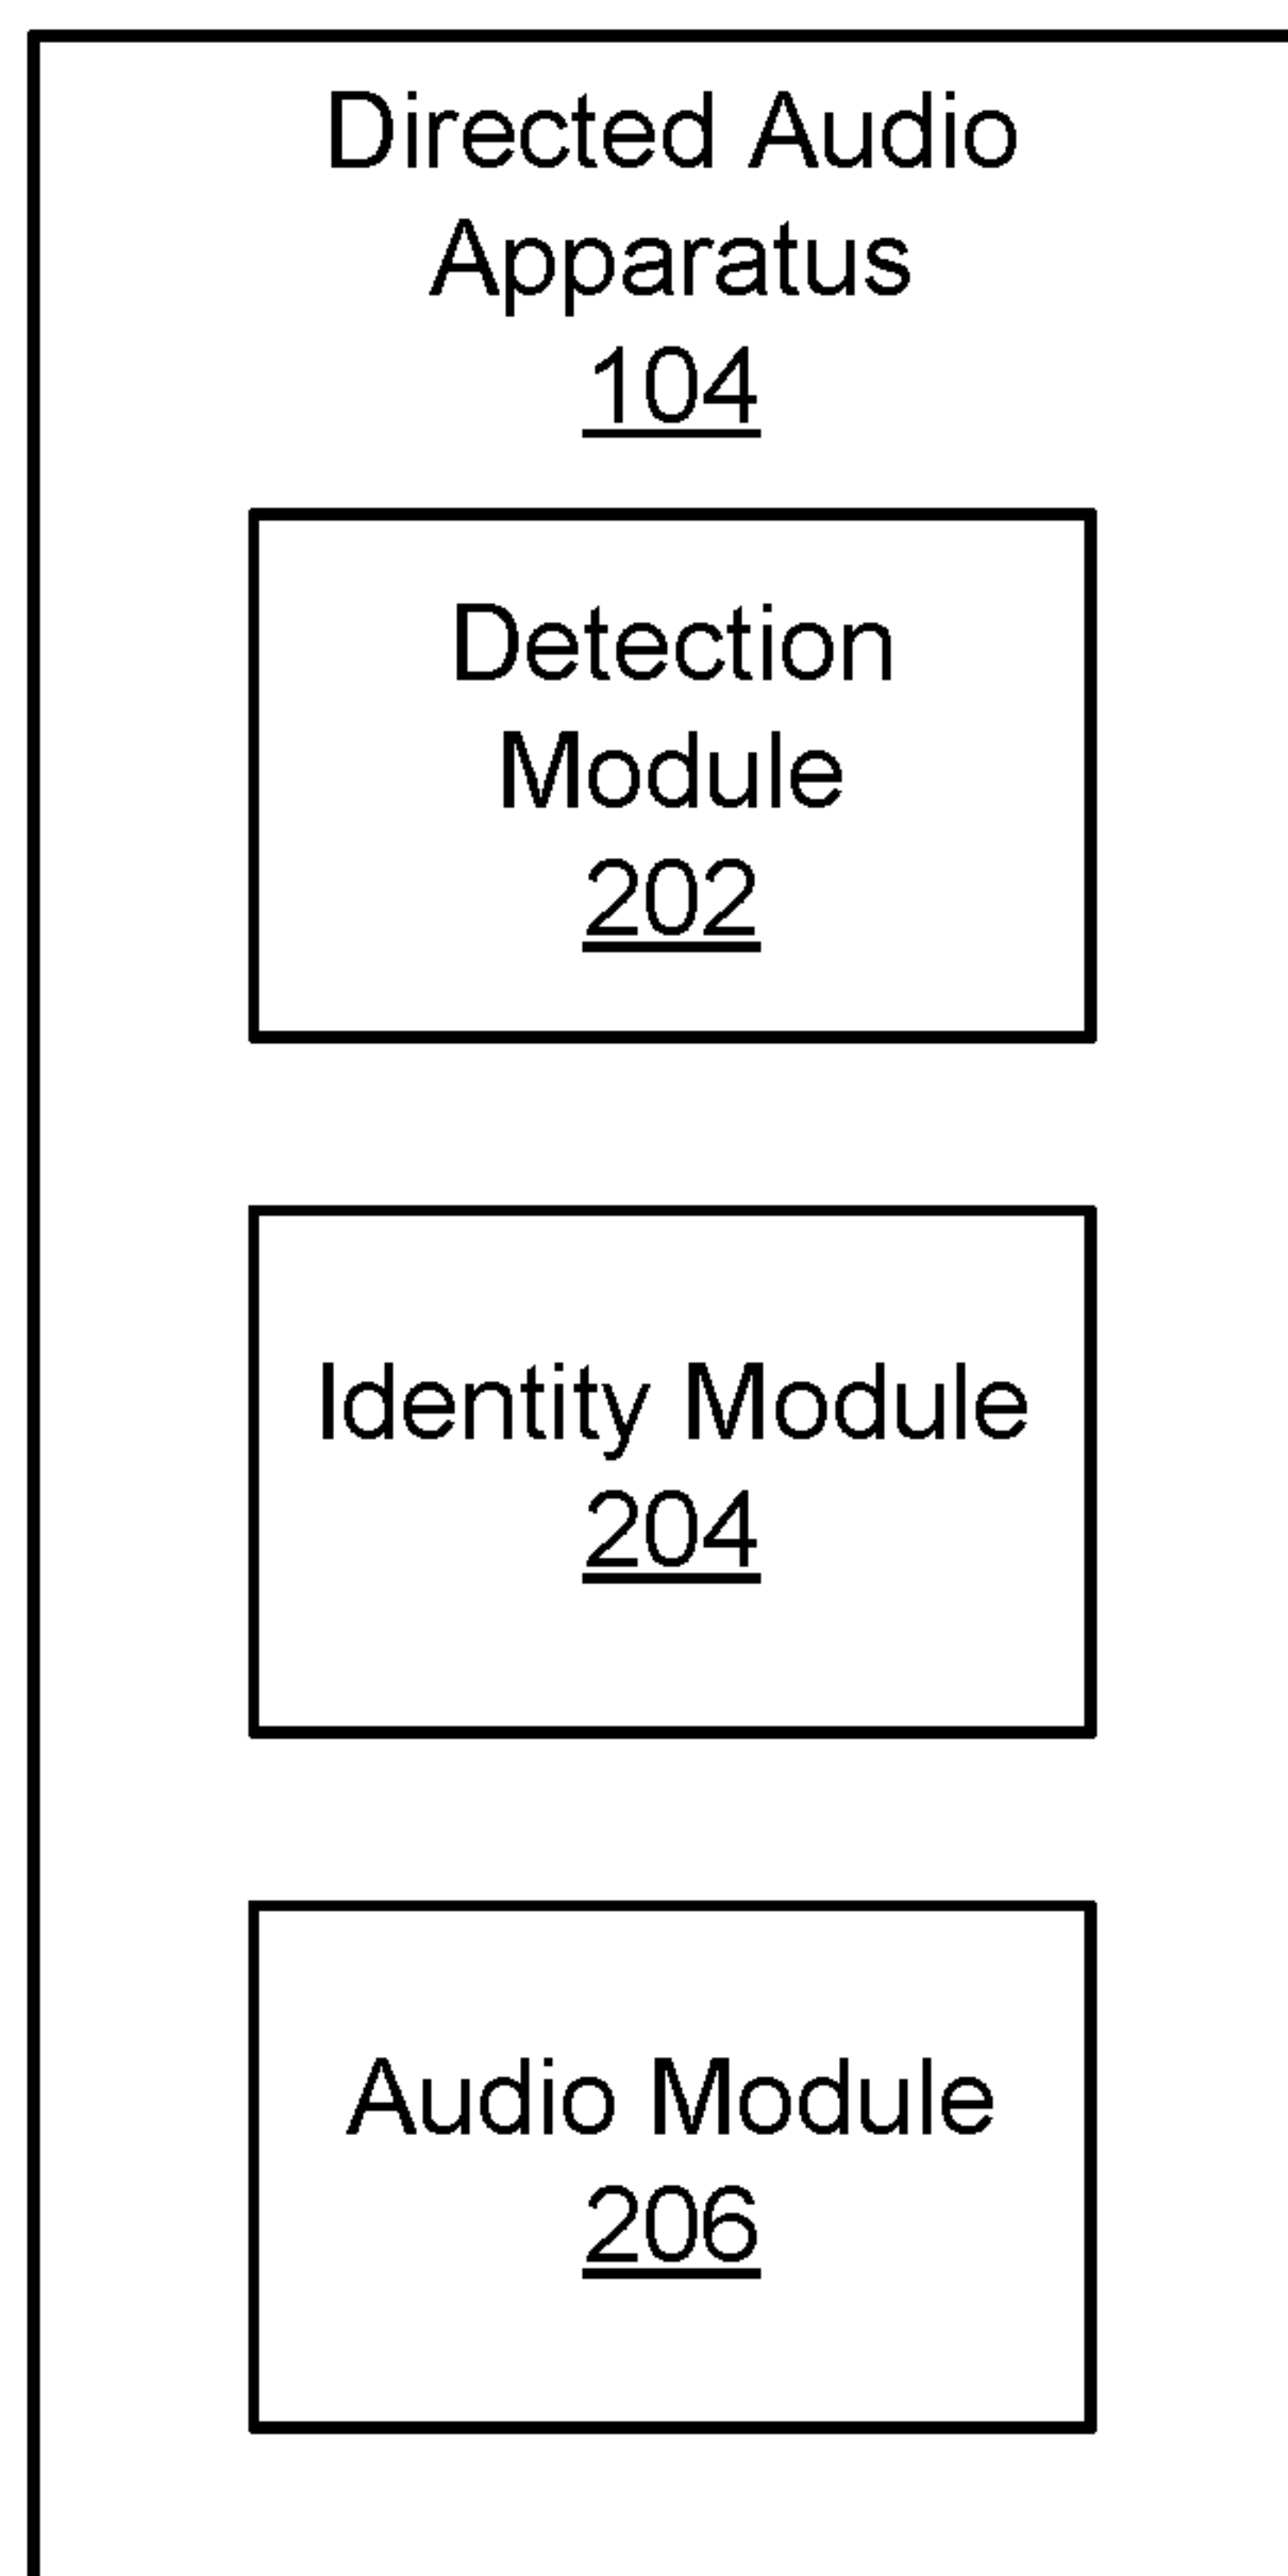 Directed Audio
Apparatus
104
Detection
Module
202
Identity Module
204
Audio Module
206